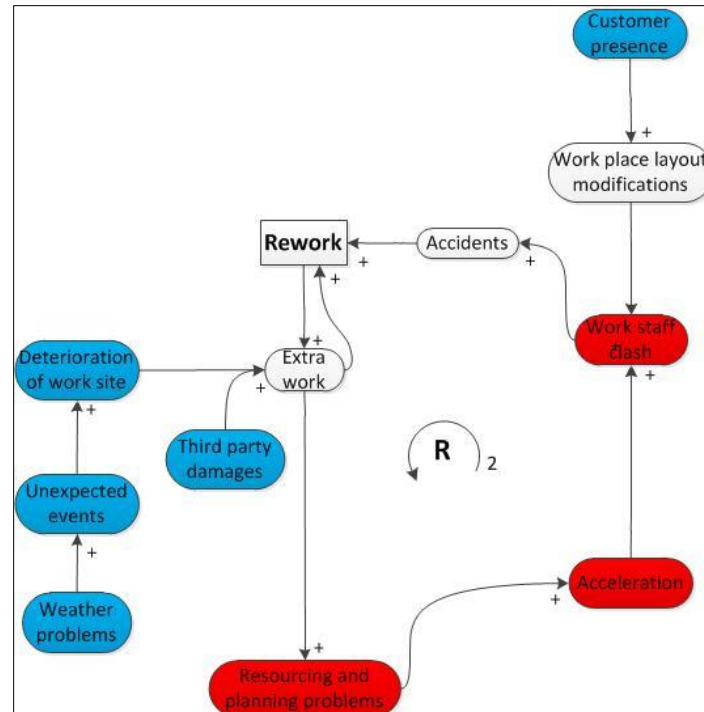 Customer
presence
+
Work place layout
modifications
Rework
Accidents
+
+
+
Work staff
clash
+
+
Deterioration
of work site
+
+
Extra
work
+
Third party
damages
R
2
Unexpected
events
+
Weather
problems
Acceleration
+
+
Resourcing and
planning problems